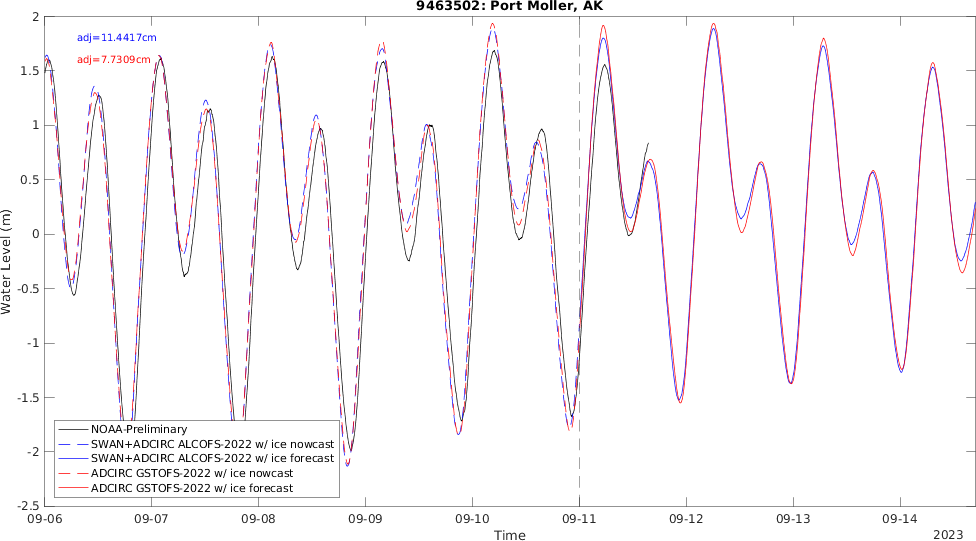 9463502: Port Moller, AK
adj=11.4417cm
adj=7.7309cm
2
1.5
1
0.5
0
-0.5
-1
-1.5
-2
-2.5
Water Level (m)
NOAA-Preliminary
SWAN+ADCIRC ALCOFS-2022 w/ ice nowcast
SWAN+ADCIRC ALCOFS-2022 w/ ice forecast
ADCIRC GSTOFS-2022 w/ ice nowcast
ADCIRC GSTOFS-2022 w/ ice forecast
09-06 09-07 09-08 09-09 09-10 09-11 09-12 09-13 09-14
Time
2023